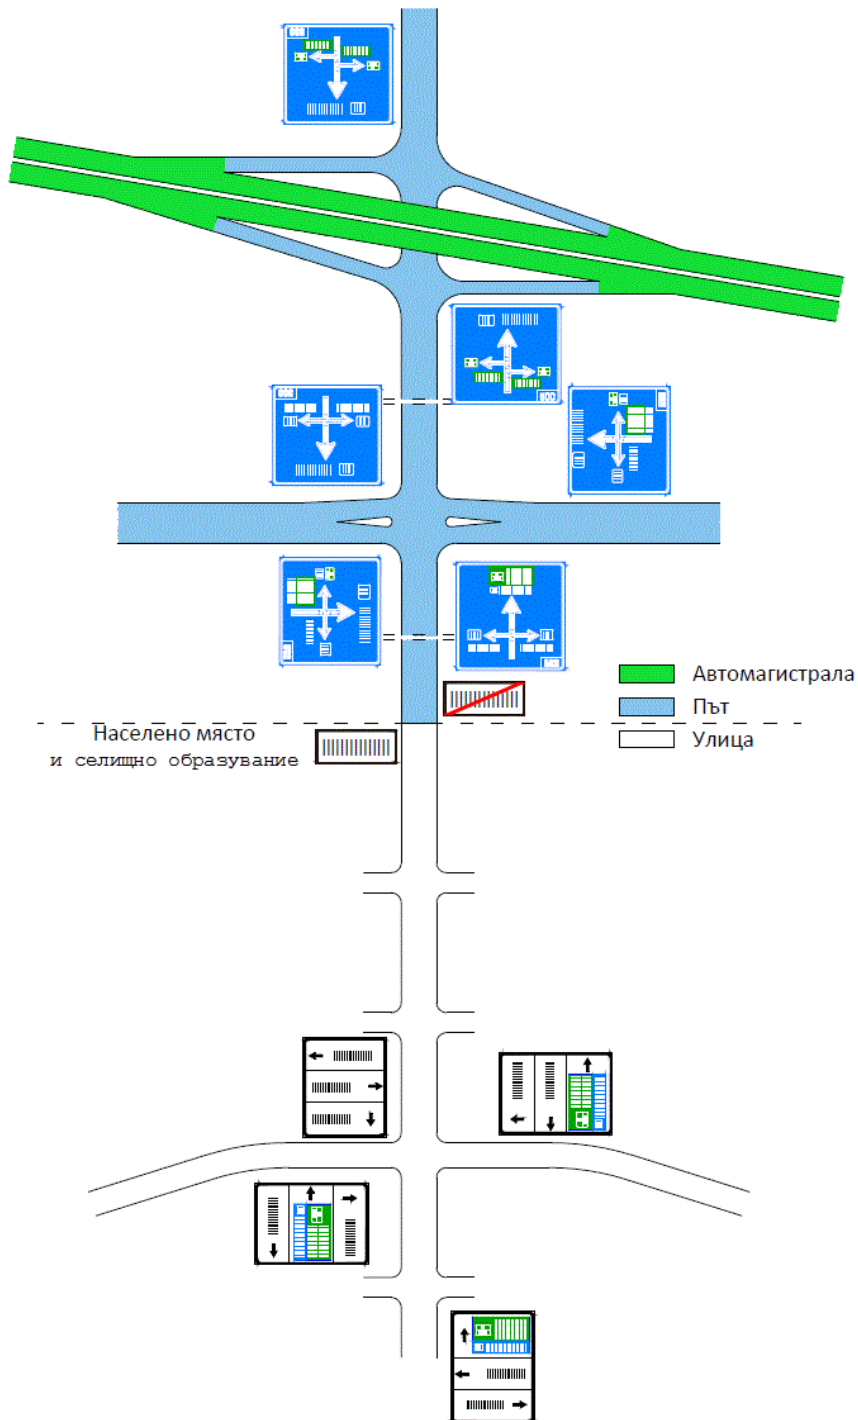 Автомагистрала
Път
Улица
Населено място
и селищно образувание